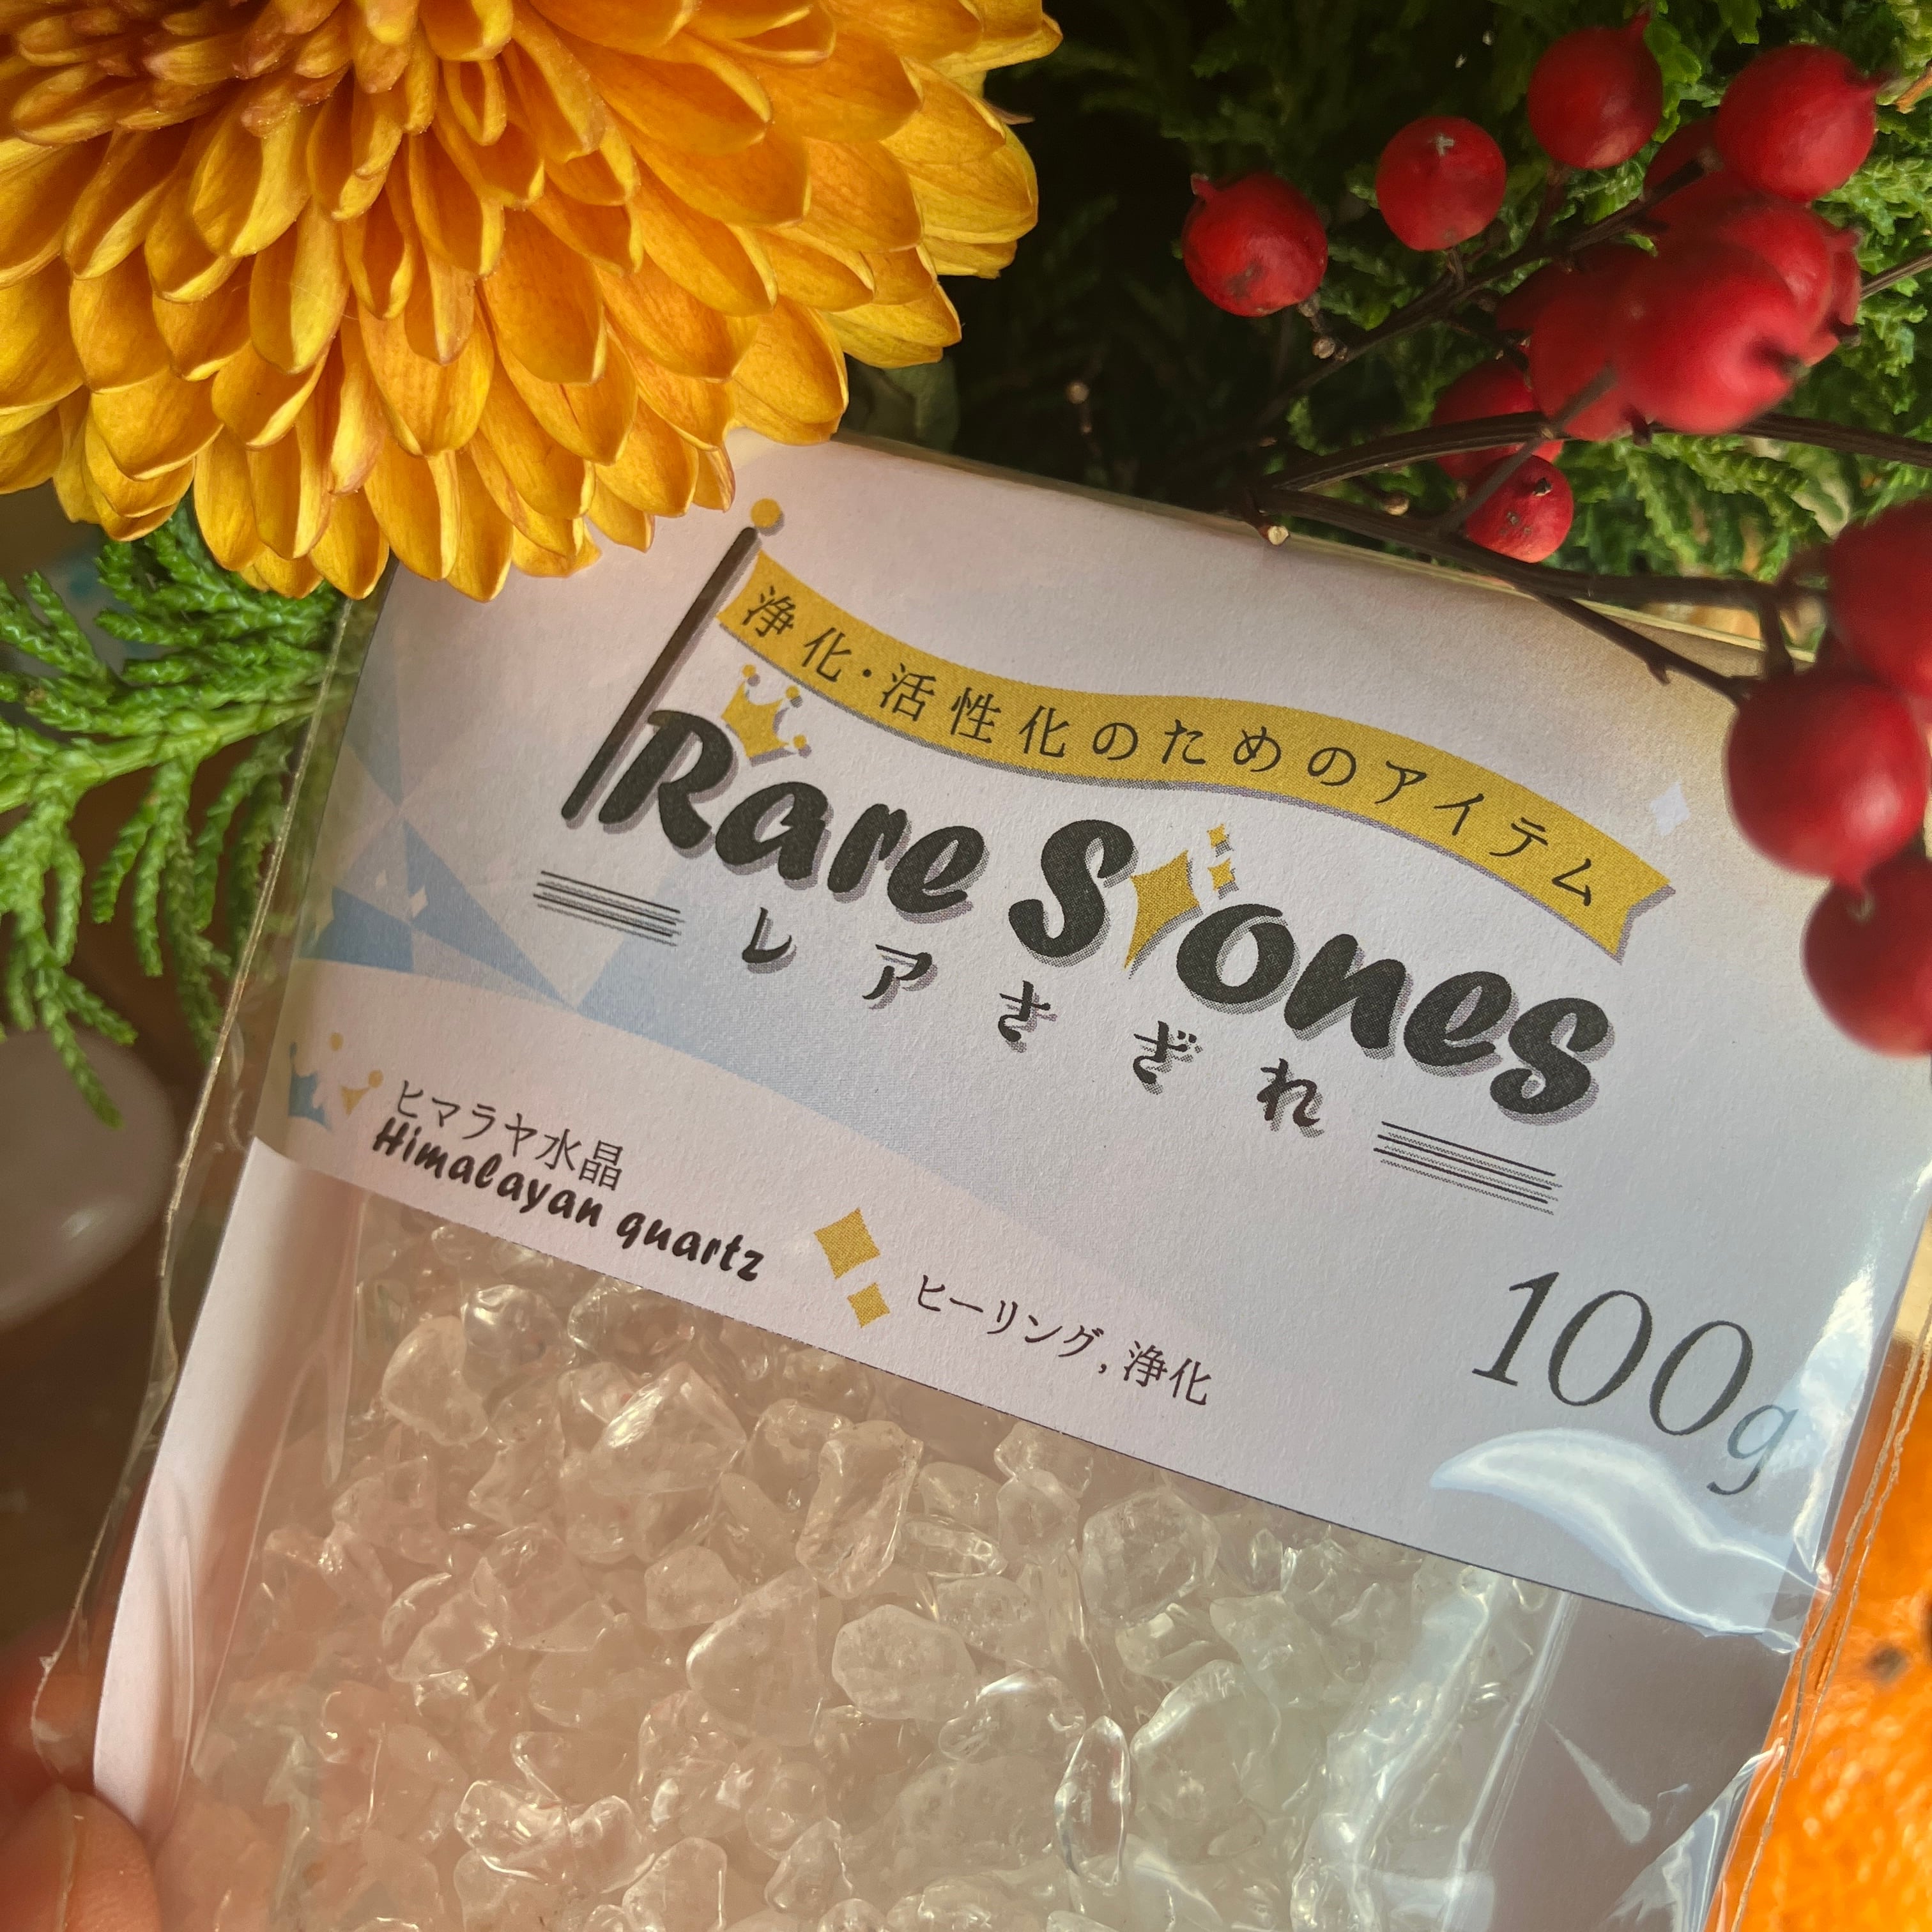 浄化・活性化のためのアイテム
Rare Stones
レアさざれ
ヒマラヤ水晶
Himalayan quartz
ヒーリング,浄化
100g